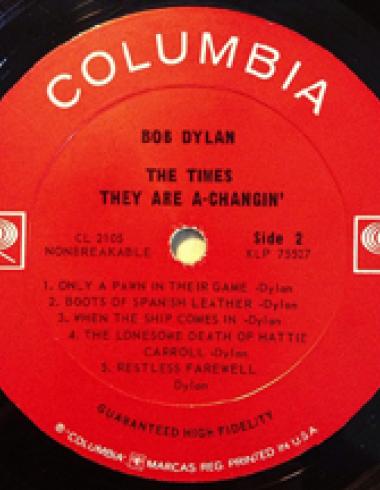 COLUMBIA
BOB DYLAN
THE TIMES
THEY ARE A-CHANGIN'
CL 2105 Side 2
NONBREAKABLE XLP 75507
1. ONLY A PAWN IN THEIR GAME -Dylan
2. BOOTS OF SPANISH LEATHER -Dylan
3. WHEN THE SHIP COMES IN -Dylan
4. THE LONESOME DEATH OF HATTIE
CARROLL -Dylan
5. RESTLESS FAREWELL
Dylan
GUARANTEED HIGH FIDELITY
® "COLUMBIA" MARCAS REG. PRINTED IN U.S.A.